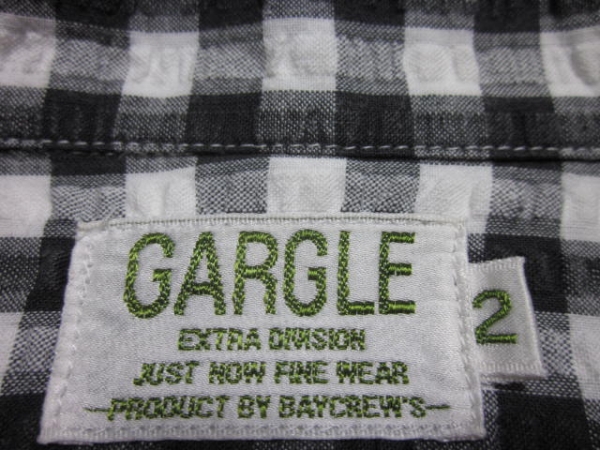 GARGLE
EXTRA DIVISION
JUST NOW FINE WEAR
PRODUCT BY BAYCREW'S
2